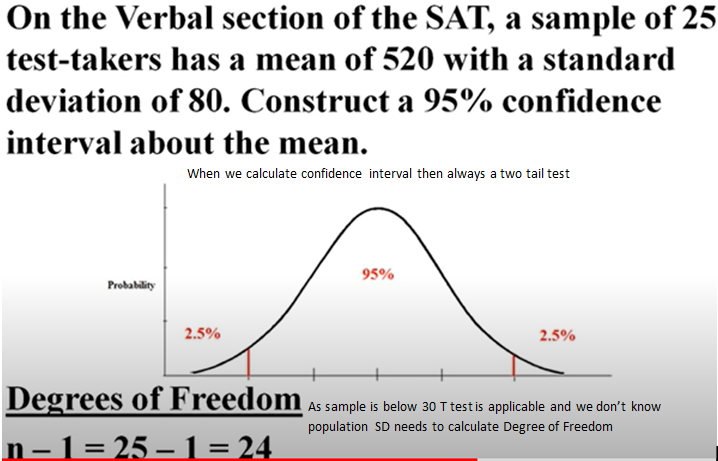 On the Verbal section of the SAT, a sample of 25
test-takers has a mean of 520 with a standard
deviation of 80. Construct a 95% confidence
interval about the mean.
When we calculate confidence interval then always a two tail test
95%
Probability
2.5%
2.5%
Degrees of Freedom
As sample is below 30 T test is applicable and we don't know
population SD needs to calculate Degree of Freedom
n – 1 = 25 – 1 = 24